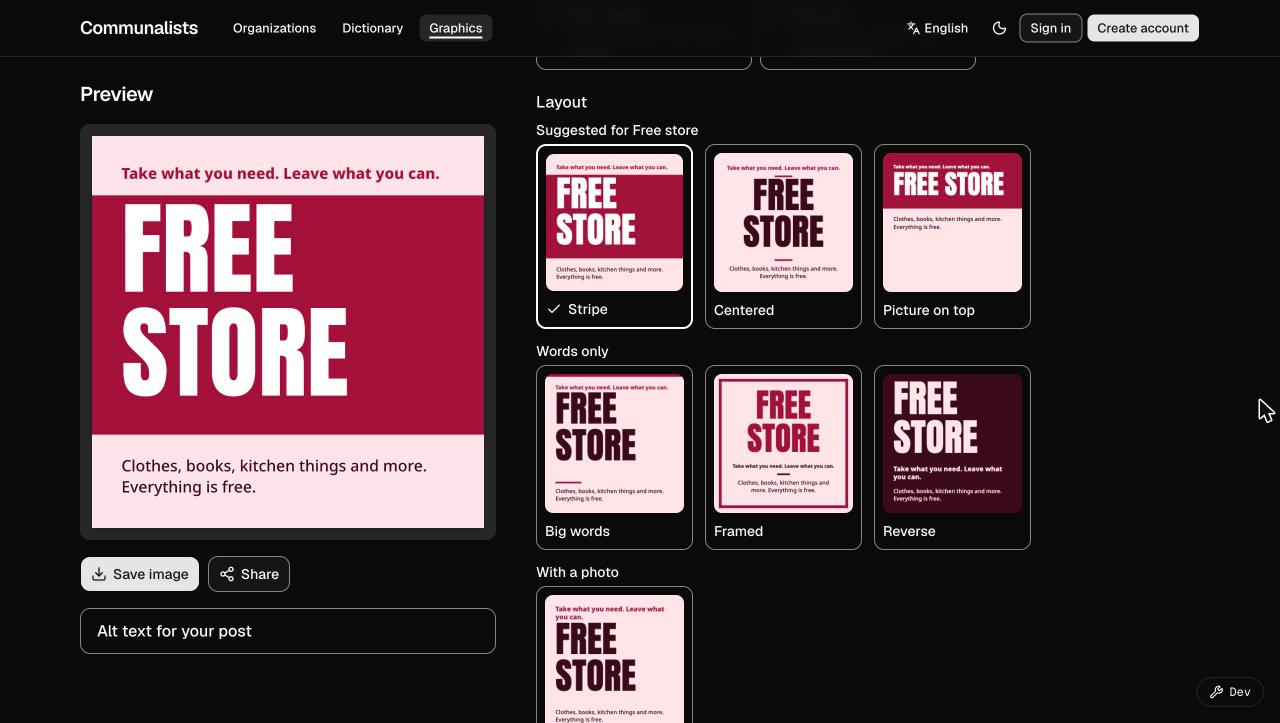 Communalists
Organizations
Dictionary
Graphics
English
Sign in
Create account
Preview
Take what you need. Leave what you can.
FREE
STORE
Clothes, books, kitchen things and more.
Everything is free.
Save image
Share
Alt text for your post
Layout
Suggested for Free store
Take what you need. Leave what you can.
FREE
STORE
Clothes, books, kitchen things and more.
Everything is free.
Stripe
Take what you need. Leave what you can.
FREE
STORE
Clothes, books, kitchen things and more.
Everything is free.
Centered
Take what you need. Leave what you can.
FREE STORE
Clothes, books, kitchen things and more.
Everything is free.
Picture on top
Words only
Take what you need. Leave what you can.
FREE
STORE
Clothes, books, kitchen things and more.
Everything is free.
Big words
FREE
STORE
Take what you need. Leave what you can.
Clothes, books, kitchen things and
more. Everything is free.
Framed
FREE
STORE
Take what you need. Leave what
you can.
Clothes, books, kitchen things and more.
Everything is free.
Reverse
With a photo
Take what you need. Leave what
you can.
FREE
STORE
Clothes, books, kitchen things and more.
Everything is free.
Dev